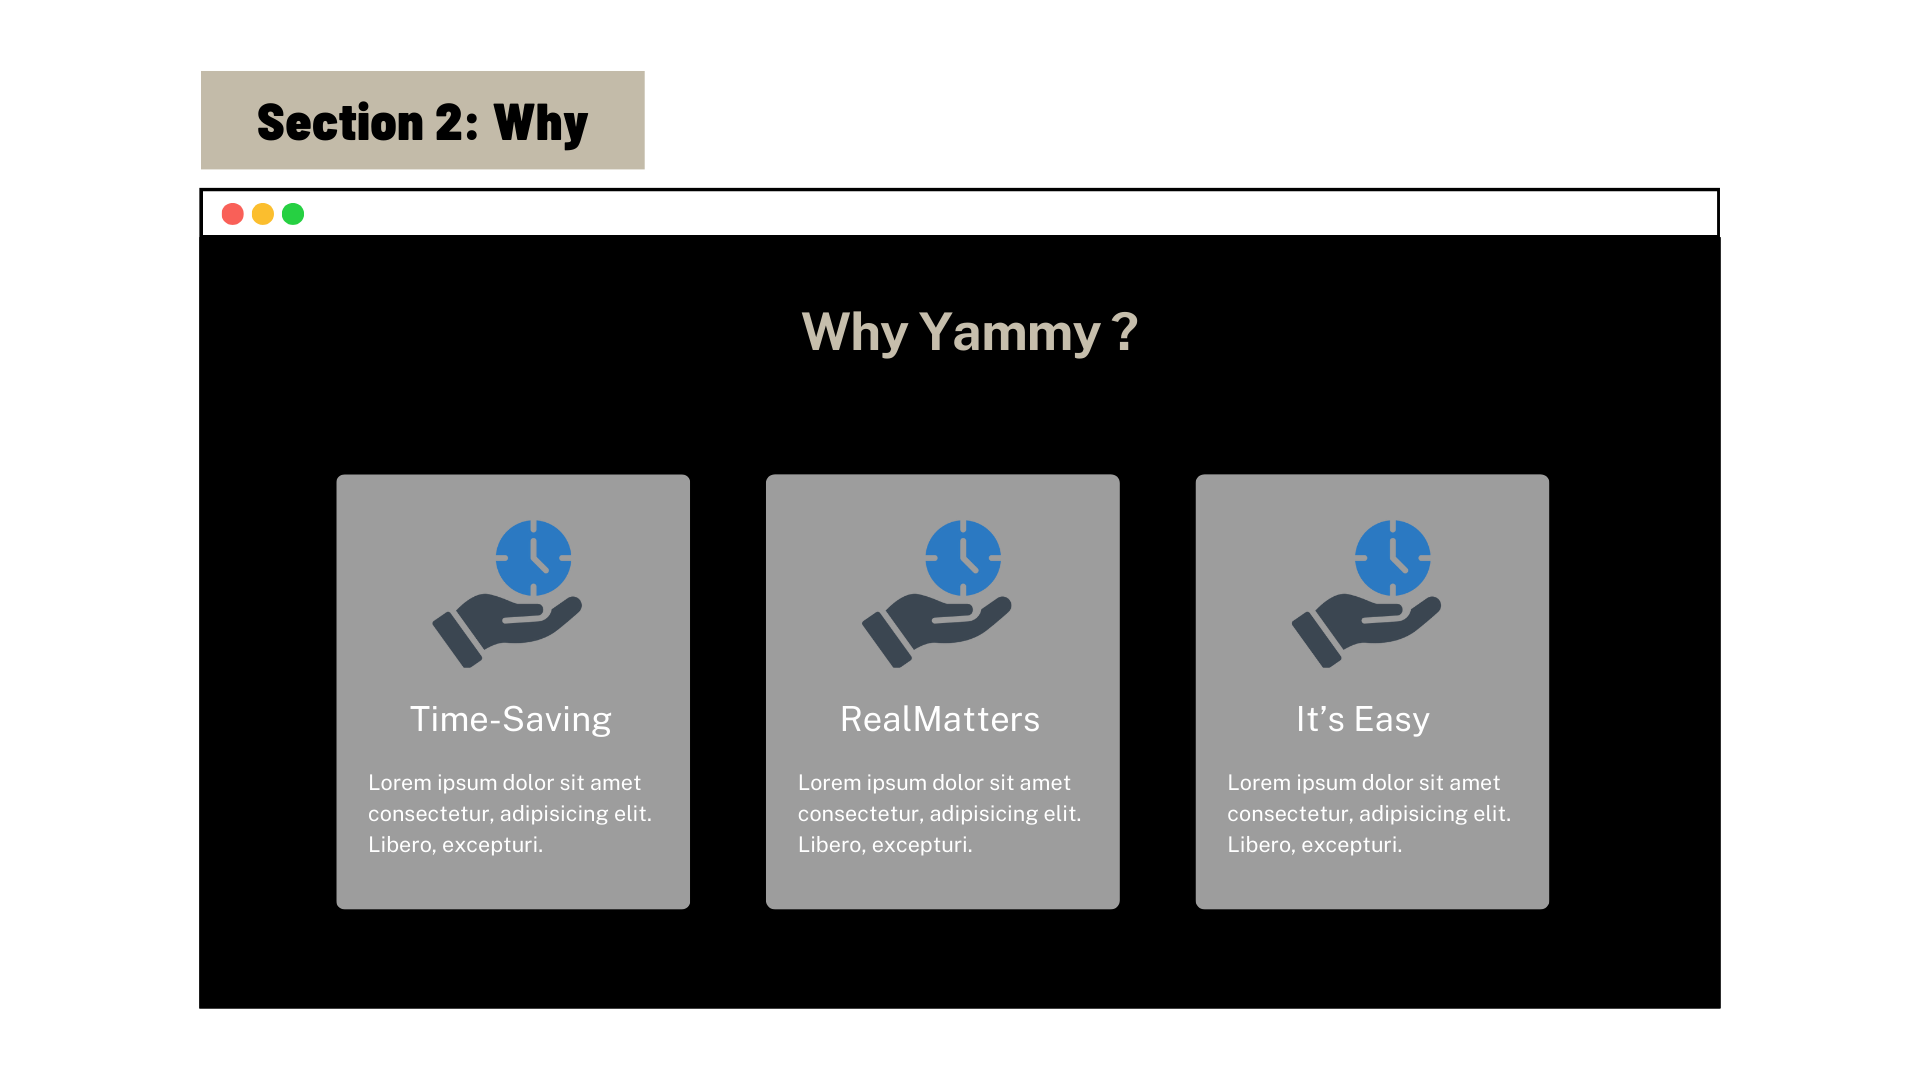 Section 2: Why
Why Yammy ?
Time-Saving
Lorem ipsum dolor sit amet
consectetur, adipisicing elit.
Libero, excepturi.
RealMatters
Lorem ipsum dolor sit amet
consectetur, adipisicing elit.
Libero, excepturi.
It’s Easy
Lorem ipsum dolor sit amet
consectetur, adipisicing elit.
Libero, excepturi.